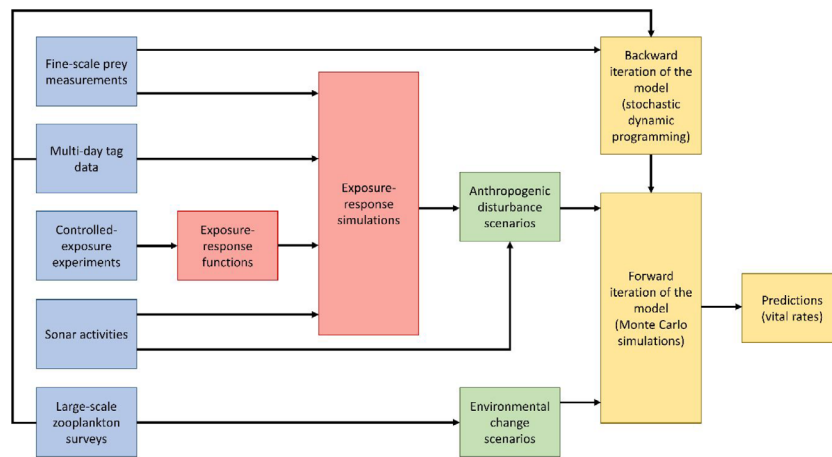 Fine-scale prey
measurements
Multi-day tag
data
Controlled-
exposure
experiments
Sonar activities
Large-scale
zooplankton
surveys
Exposure-
response
functions
Exposure-
response
simulations
Anthropogenic
disturbance
scenarios
Environmental
change
scenarios
Backward
iteration of the
model
(stochastic
dynamic
programming)
Forward
iteration of the
model
(Monte Carlo
simulations)
Predictions
(vital rates)